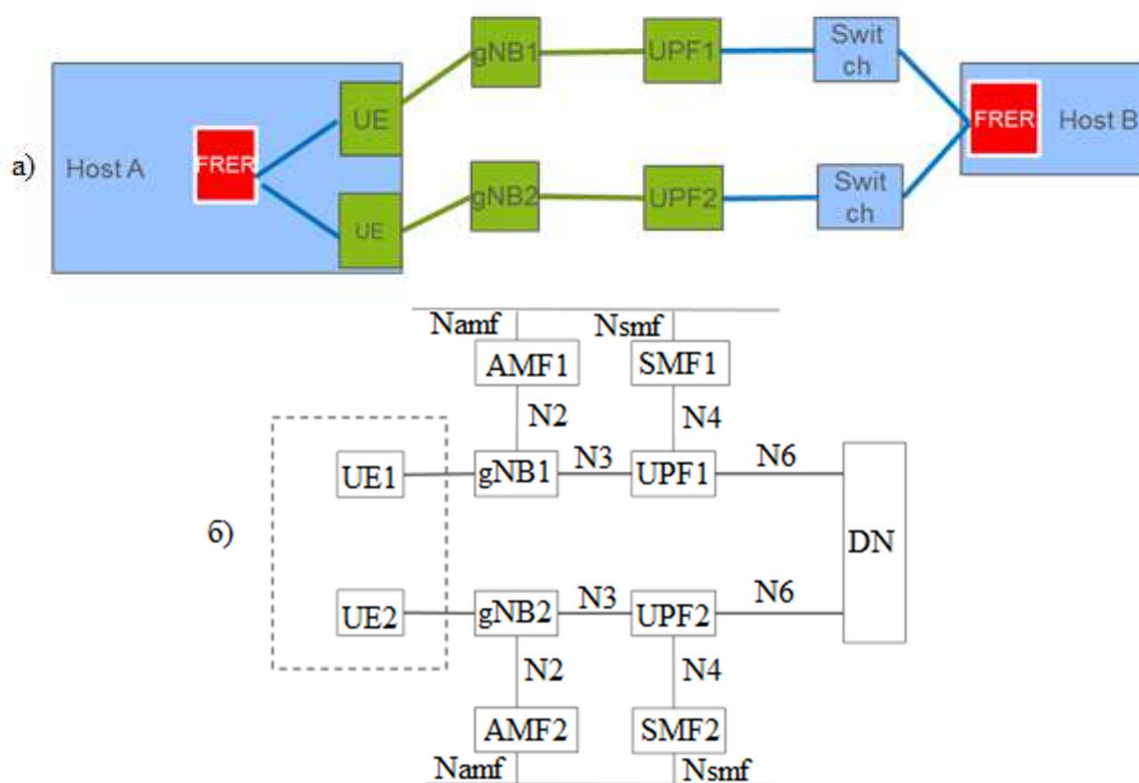 а)
Host A
FRER
UE
UE
gNB1
UPF1
Swit
ch
gNB2
UPF2
Swit
ch
FRER
Host B
б)
Namf
Nsmf
AMF1
SMF1
N2
N4
UE1
gNB1
N3
UPF1
N6
DN
UE2
gNB2
N3
UPF2
N6
N2
N4
AMF2
SMF2
Namf
Nsmf